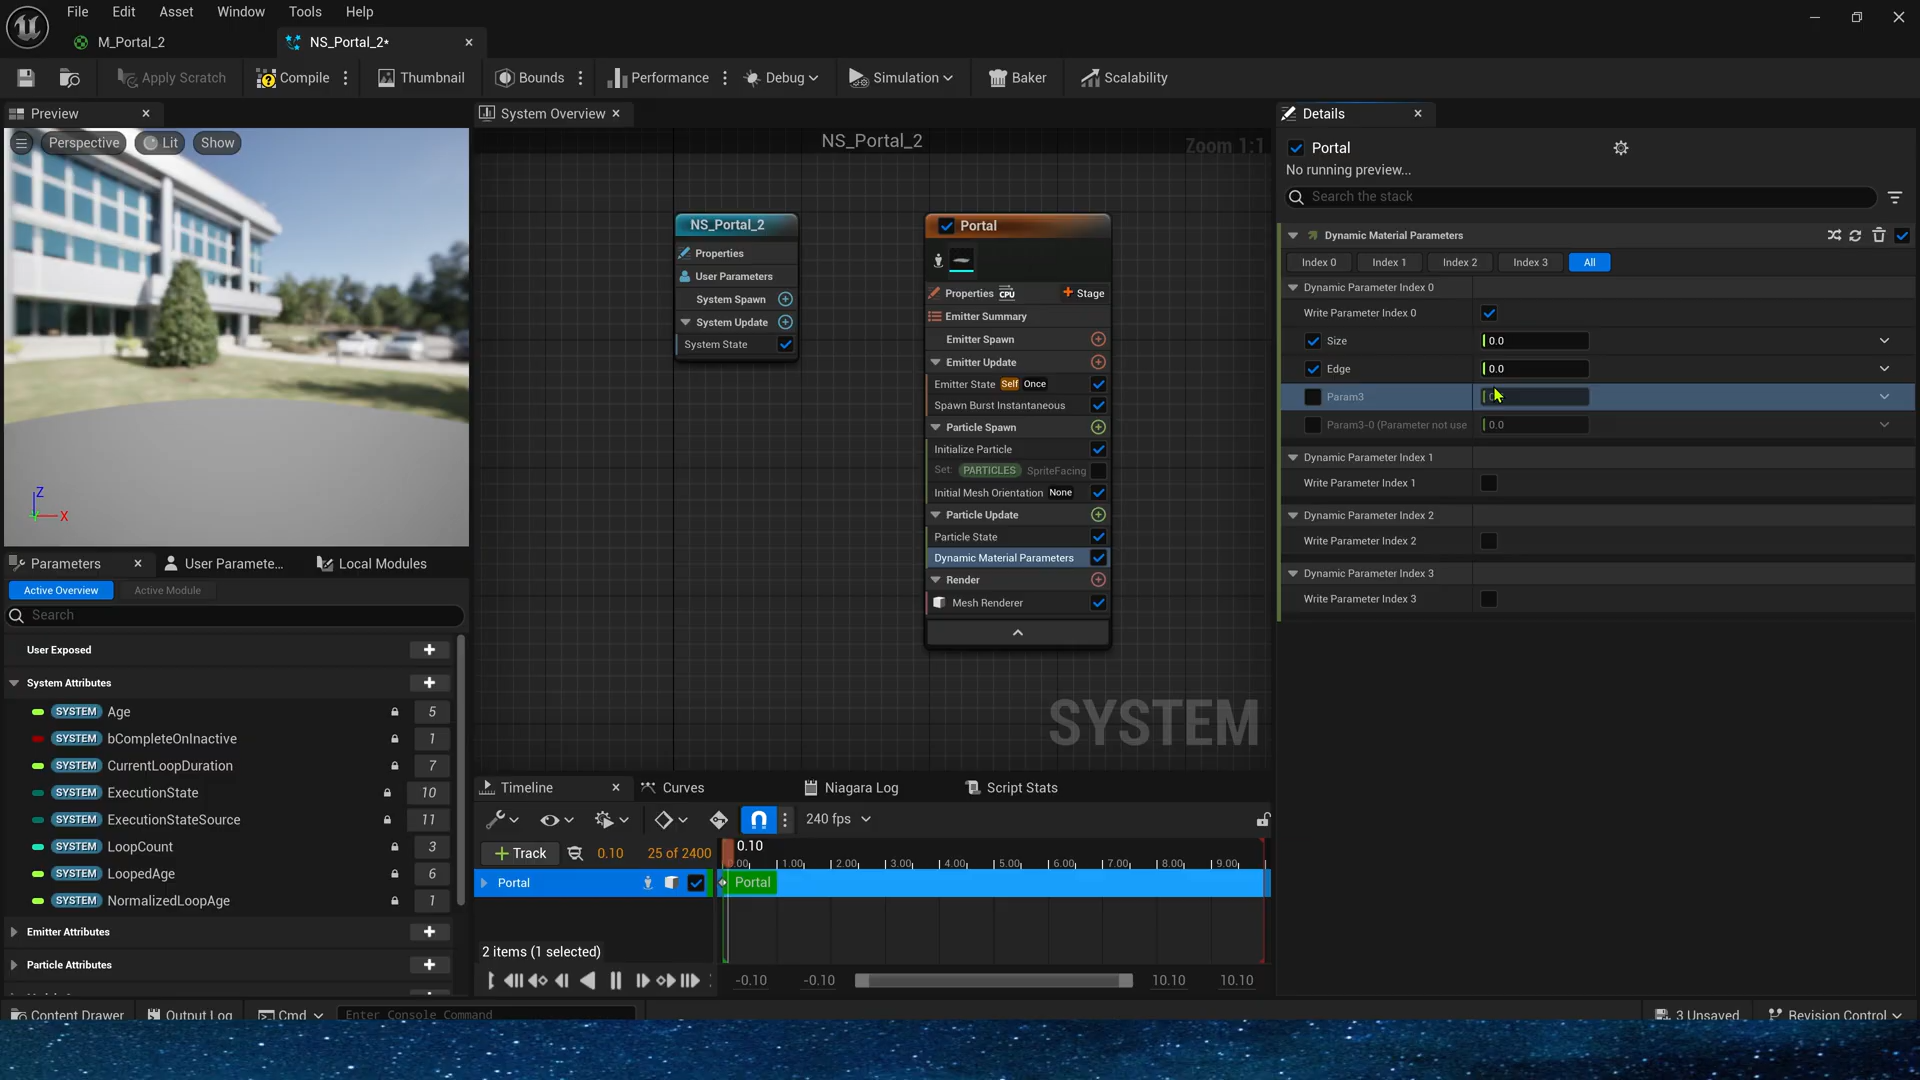 File Edit Asset Window Tools Help
M_Portal_2 NS_Portal_2*
Apply Scratch Compile Thumbnail Bounds Performance Debug Simulation Baker Scalability
Preview System Overview Details
Perspective Lit Show
NS_Portal_2
Zoom 1:1
Portal
No running preview...
Search the stack
Dynamic Material Parameters
Index 0 Index 1 Index 2 Index 3 All
Dynamic Parameter Index 0
Write Parameter Index 0
Size 0.0
Edge 0.0
Param3
Param3-0 (Parameter not use 0.0
Dynamic Parameter Index 1
Write Parameter Index 1
Dynamic Parameter Index 2
Write Parameter Index 2
Dynamic Parameter Index 3
Write Parameter Index 3
NS_Portal_2
Properties
User Parameters
System Spawn
System Update
System State
Portal
Properties CPU Stage
Emitter Summary
Emitter Spawn
Emitter Update
Emitter State Self Once
Spawn Burst Instantaneous
Particle Spawn
Initialize Particle
Set: PARTICLES SpriteFacing
Initial Mesh Orientation None
Particle Update
Particle State
Dynamic Material Parameters
Render
Mesh Renderer
SYSTEM
Z
X
Y
Parameters User Paramete... Local Modules
Active Overview Active Module
Search
User Exposed
System Attributes
SYSTEM Age 5
SYSTEM bCompleteOnInactive 1
SYSTEM CurrentLoopDuration 7
SYSTEM ExecutionState 10
SYSTEM ExecutionStateSource 11
SYSTEM LoopCount 3
SYSTEM LoopedAge 6
SYSTEM NormalizedLoopAge 1
Emitter Attributes
Particle Attributes
Timeline Curves Niagara Log Script Stats
240 fps
Track 0.10 25 of 2400
0.10
0.00 1.00 2.00 3.00 4.00 5.00 6.00 7.00 8.00 9.00
Portal Portal
2 items (1 selected)
-0.10 -0.10 10.10 10.10
Content Drawer Output Log Cmd Enter Console Command 3 Unsaved Revision Control